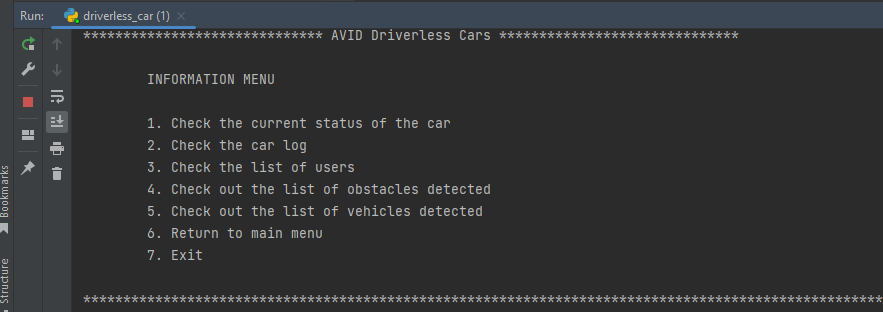 Run: driverless_car (1)
****************************** AVID Driverless Cars ******************************
INFORMATION MENU
1. Check the current status of the car
2. Check the car log
3. Check the list of users
4. Check out the list of obstacles detected
5. Check out the list of vehicles detected
6. Return to main menu
7. Exit
****************************************************************************************************
Bookmarks
Structure